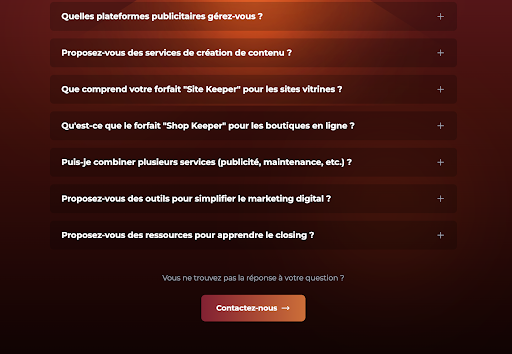 Quelles plateformes publicitaires gérez-vous ?
Proposez-vous des services de création de contenu ?
Que comprend votre forfait "Site Keeper" pour les sites vitrines ?
Qu'est-ce que le forfait "Shop Keeper" pour les boutiques en ligne ?
Puis-je combiner plusieurs services (publicité, maintenance, etc.) ?
Proposez-vous des outils pour simplifier le marketing digital ?
Proposez-vous des ressources pour apprendre le closing ?
Vous ne trouvez pas la réponse à votre question ?
Contactez-nous →